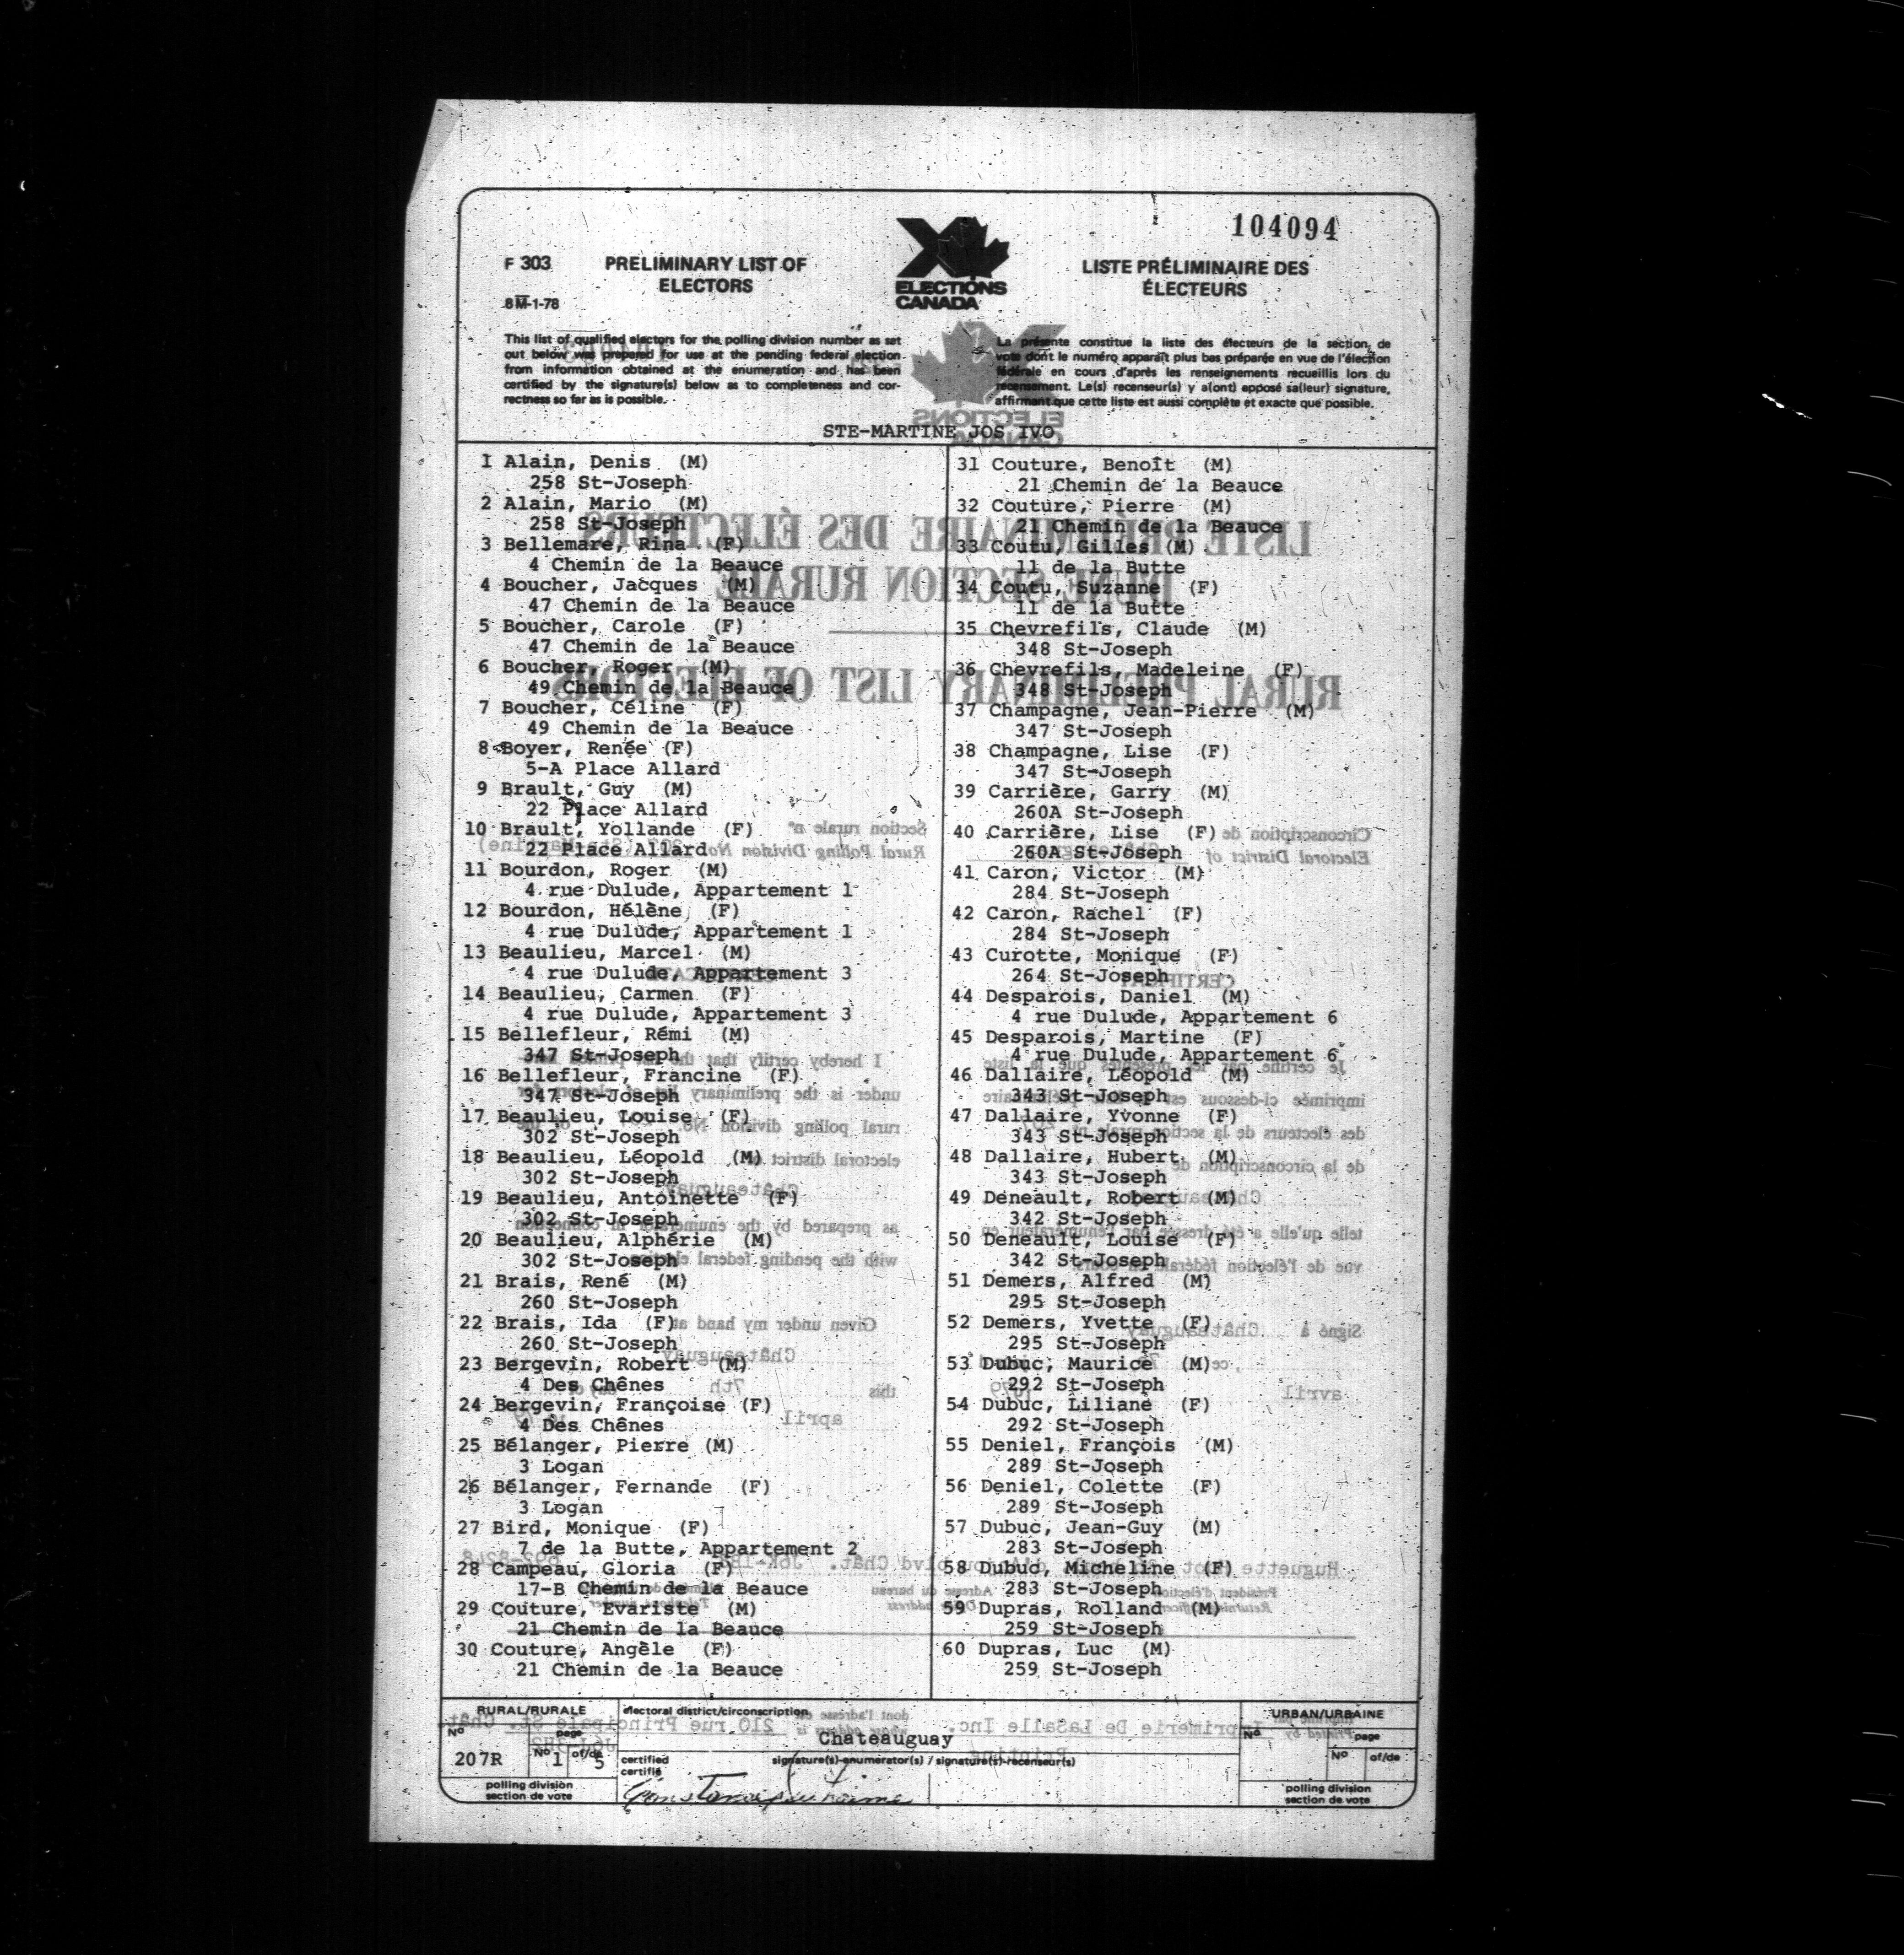 104094
F 303
8M-1-78
PRELIMINARY LIST OF
ELECTORS
ELECTIONS
CANADA
LISTE PRÉLIMINAIRE DES
ÉLECTEURS
This list of qualified electors for the polling division number as set
out below was prepared for use at the pending federal election
from information obtained at the enumeration and has been
certified by the signature(s) below as to completeness and cor-
rectness so far as is possible.
La présente constitue la liste des électeurs de la section de
vote dont le numéro apparaît plus bas préparée en vue de l'élection
fédérale en cours d'après les renseignements recueillis lors du
recensement. Le(s) recenseur(s) y a(ont) apposé sa(leur) signature,
affirmant que cette liste est aussi complète et exacte que possible.
STE-MARTINE JOS IVO
1 Alain, Denis (M)
258 St-Joseph
2 Alain, Mario (M)
258 St-Joseph
3 Bellemare, Rina (F)
4 Chemin de la Beauce
4 Boucher, Jacques (M)
47 Chemin de la Beauce
5 Boucher, Carole (F)
47 Chemin de la Beauce
6 Boucher, Roger (M)
49 Chemin de la Beauce
7 Boucher, Céline (F)
49 Chemin de la Beauce
8 Boyer, Renée (F)
5-A Place Allard
9 Brault, Guy (M)
22 Place Allard
10 Brault, Yollande (F)
22 Place Allard
11 Bourdon, Roger (M)
4 rue Dulude, Appartement 1
12 Bourdon, Hélène (F)
4 rue Dulude, Appartement 1
13 Beaulieu, Marcel (M)
4 rue Dulude, Appartement 3
14 Beaulieu, Carmen (F)
4 rue Dulude, Appartement 3
15 Bellefleur, Rémi (M)
347 St-Joseph
16 Bellefleur, Francine (F)
347 St-Joseph
17 Beaulieu, Louise (F)
302 St-Joseph
18 Beaulieu, Léopold (M)
302 St-Joseph
19 Beaulieu, Antoinette (F)
302 St-Joseph
20 Beaulieu, Alphérie (M)
302 St-Joseph
21 Brais, René (M)
260 St-Joseph
22 Brais, Ida (F)
260 St-Joseph
23 Bergevin, Robert (M)
4 Des Chênes
24 Bergevin, Françoise (F)
4 Des Chênes
25 Bélanger, Pierre (M)
3 Logan
26 Bélanger, Fernande (F)
3 Logan
27 Bird, Monique (F)
7 de la Butte, Appartement 2
28 Campeau, Gloria (F)
17-B Chemin de la Beauce
29 Couture, Evariste (M)
21 Chemin de la Beauce
30 Couture, Angèle (F)
21 Chemin de la Beauce
31 Couture, Benoît (M)
21 Chemin de la Beauce
32 Couture, Pierre (M)
21 Chemin de la Beauce
33 Coutu, Gilles (M)
11 de la Butte
34 Coutu, Suzanne (F)
11 de la Butte
35 Chevrefils, Claude (M)
348 St-Joseph
36 Chevrefils, Madeleine (F)
348 St-Joseph
37 Champagne, Jean-Pierre (M)
347 St-Joseph
38 Champagne, Lise (F)
347 St-Joseph
39 Carrière, Garry (M)
260A St-Joseph
40 Carrière, Lise (F)
260A St-Joseph
41 Caron, Victor (M)
284 St-Joseph
42 Caron, Rachel (F)
284 St-Joseph
43 Curotte, Monique (F)
264 St-Joseph
44 Desparois, Daniel (M)
4 rue Dulude, Appartement 6
45 Desparois, Martine (F)
4 rue Dulude, Appartement 6
46 Dallaire, Léopold (M)
343 St-Joseph
47 Dallaire, Yvonne (F)
343 St-Joseph
48 Dallaire, Hubert (M)
343 St-Joseph
49 Deneault, Robert (M)
342 St-Joseph
50 Deneault, Louise (F)
342 St-Joseph
51 Demers, Alfred (M)
295 St-Joseph
52 Demers, Yvette (F)
295 St-Joseph
53 Dubuc, Maurice (M)
292 St-Joseph
54 Dubuc, Liliane (F)
292 St-Joseph
55 Deniel, François (M)
289 St-Joseph
56 Deniel, Colette (F)
289 St-Joseph
57 Dubuc, Jean-Guy (M)
283 St-Joseph
58 Dubuc, Micheline (F)
283 St-Joseph
59 Dupras, Rolland (M)
259 St-Joseph
60 Dupras, Luc (M)
259 St-Joseph
RURAL/RURALE
No
207R
page
No 1 of/de 5
polling division
section de vote
electoral district/circonscription
Châteauguay
certified
certifié
signature(s)-enumerator(s) / signature(s)-recenseur(s)
URBAN/URBAINE
No
page
No of/de
polling division
section de vote